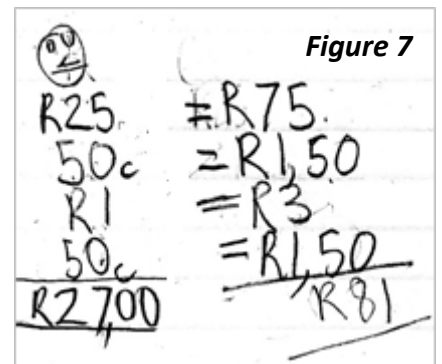 Figure 7
R25 = R75.
50c = R1,50
R1 = R3
50c = R1,50
R27,00 R81